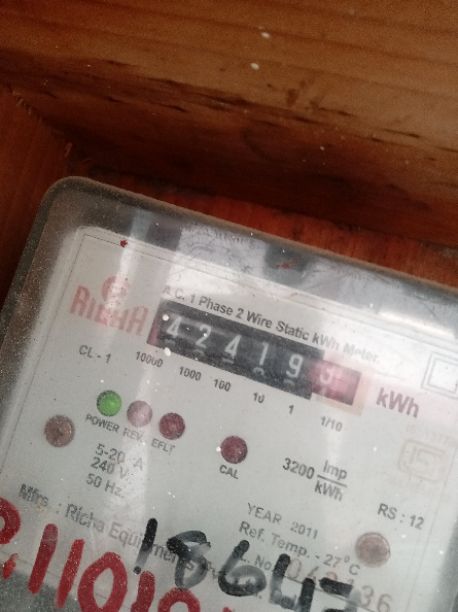 RICHA
A.C. 1 Phase 2 Wire Static kWh Meter.
424193 kWh
CL - 1 10000 1000 100 10 1 1/10
POWER REV. EFLT
CAL
5-20 A
240 V
50 Hz.
3200 Imp/kWh
RS : 12
YEAR 2011
Ref. Temp. - 27°C
Mfrs. : Richa